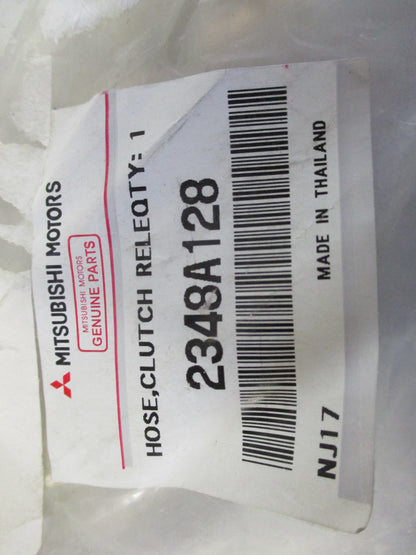 MITSUBISHI MOTORS
MITSUBISHI MOTORS
GENUINE PARTS
HOSE,CLUTCH RELEQTY: 1
2348A128
MADE IN THAILAND
NJ17